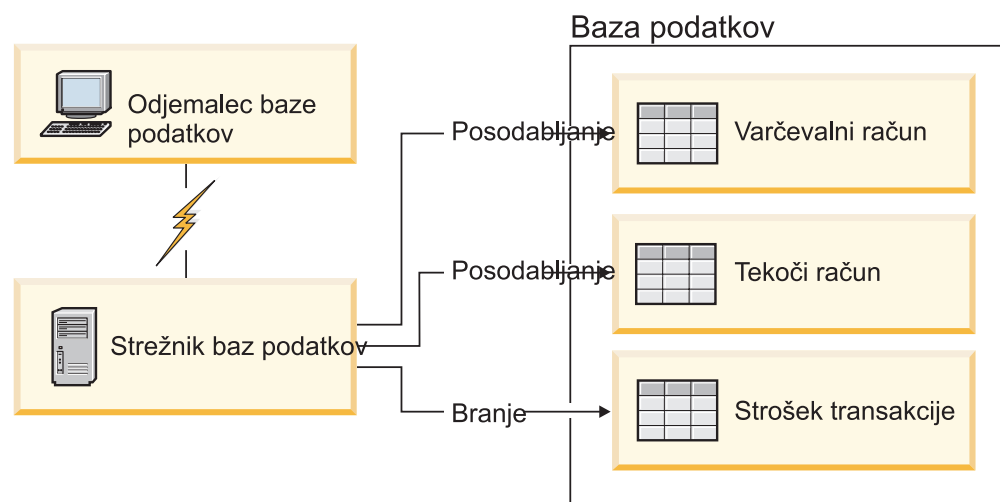 Baza podatkov
Odjemalec baze
podatkov
Posodabljanje
Varčevalni račun
Posodabljanje
Tekoči račun
Strežnik baz podatkov
Branje
Strošek transakcije